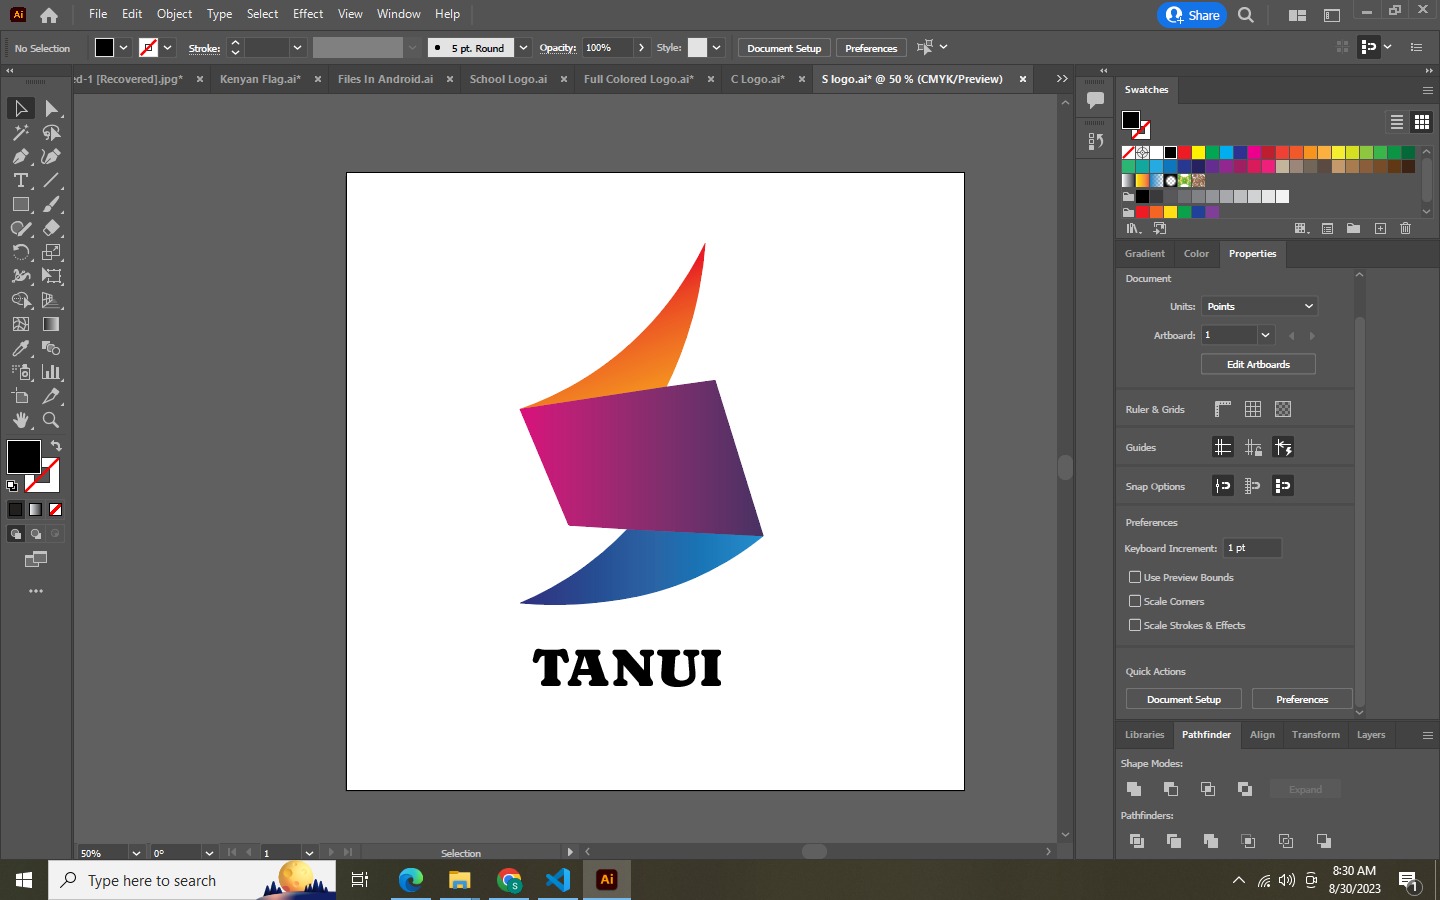 Ai File Edit Object Type Select Effect View Window Help Share
No Selection Stroke: 5 pt. Round Opacity: 100% Style: Document Setup Preferences
ed-1 [Recovered].jpg* × Kenyan Flag.ai* × Files In Android.ai × School Logo.ai × Full Colored Logo.ai* × C Logo.ai* × S logo.ai* @ 50 % (CMYK/Preview) ×
Swatches
Gradient Color Properties
Document
Units: Points
Artboard: 1
Edit Artboards
Ruler & Grids
Guides
Snap Options
Preferences
Keyboard Increment: 1 pt
Use Preview Bounds
Scale Corners
Scale Strokes & Effects
Quick Actions
Document Setup Preferences
Libraries Pathfinder Align Transform Layers
Shape Modes:
Expand
Pathfinders:
TANUI
50% 0° 1 Selection
Type here to search
S
Ai
8:30 AM
8/30/2023
1